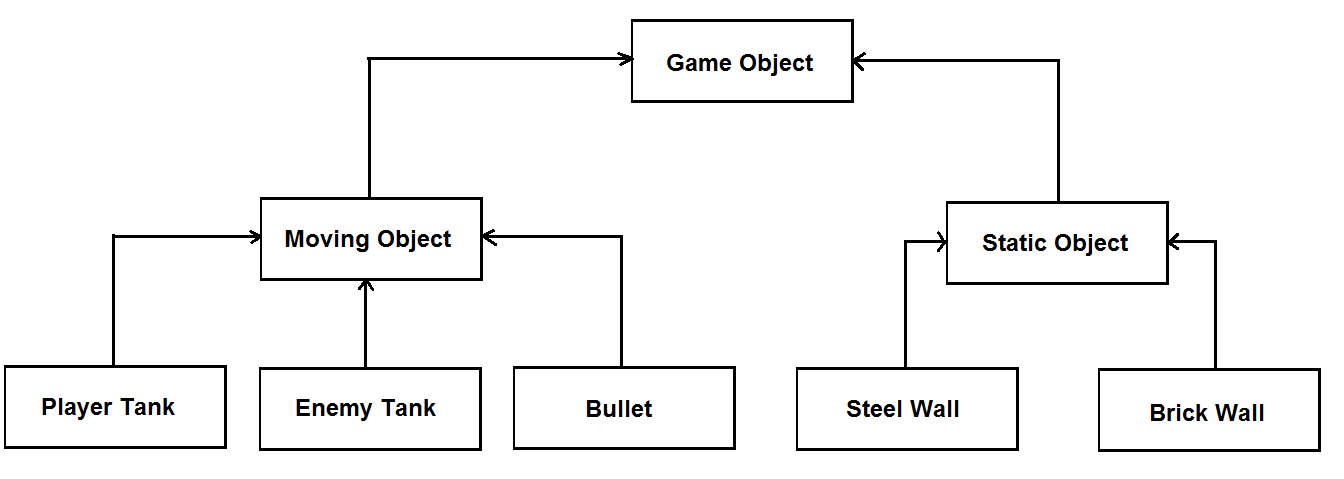 Game Object
Moving Object
Static Object
Player Tank
Enemy Tank
Bullet
Steel Wall
Brick Wall